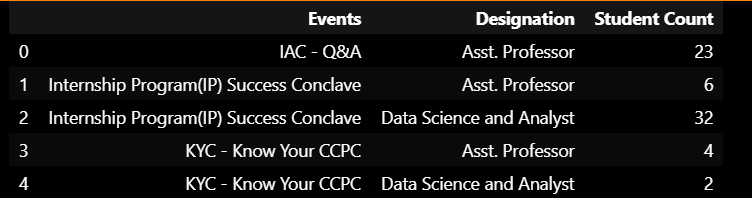 Events Designation Student Count
0 IAC - Q&A Asst. Professor 23
1 Internship Program(IP) Success Conclave Asst. Professor 6
2 Internship Program(IP) Success Conclave Data Science and Analyst 32
3 KYC - Know Your CCPC Asst. Professor 4
4 KYC - Know Your CCPC Data Science and Analyst 2